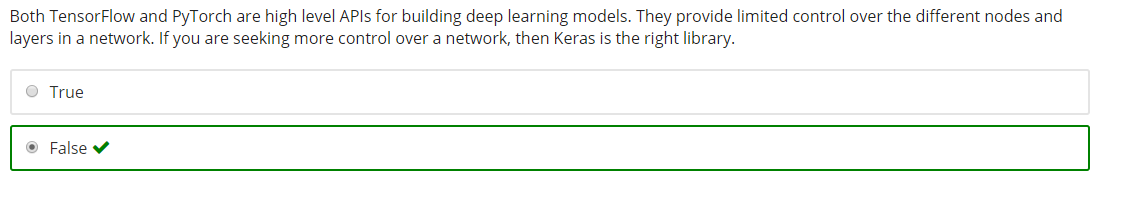 Both TensorFlow and PyTorch are high level APIs for building deep learning models. They provide limited control over the different nodes and
layers in a network. If you are seeking more control over a network, then Keras is the right library.
True
False